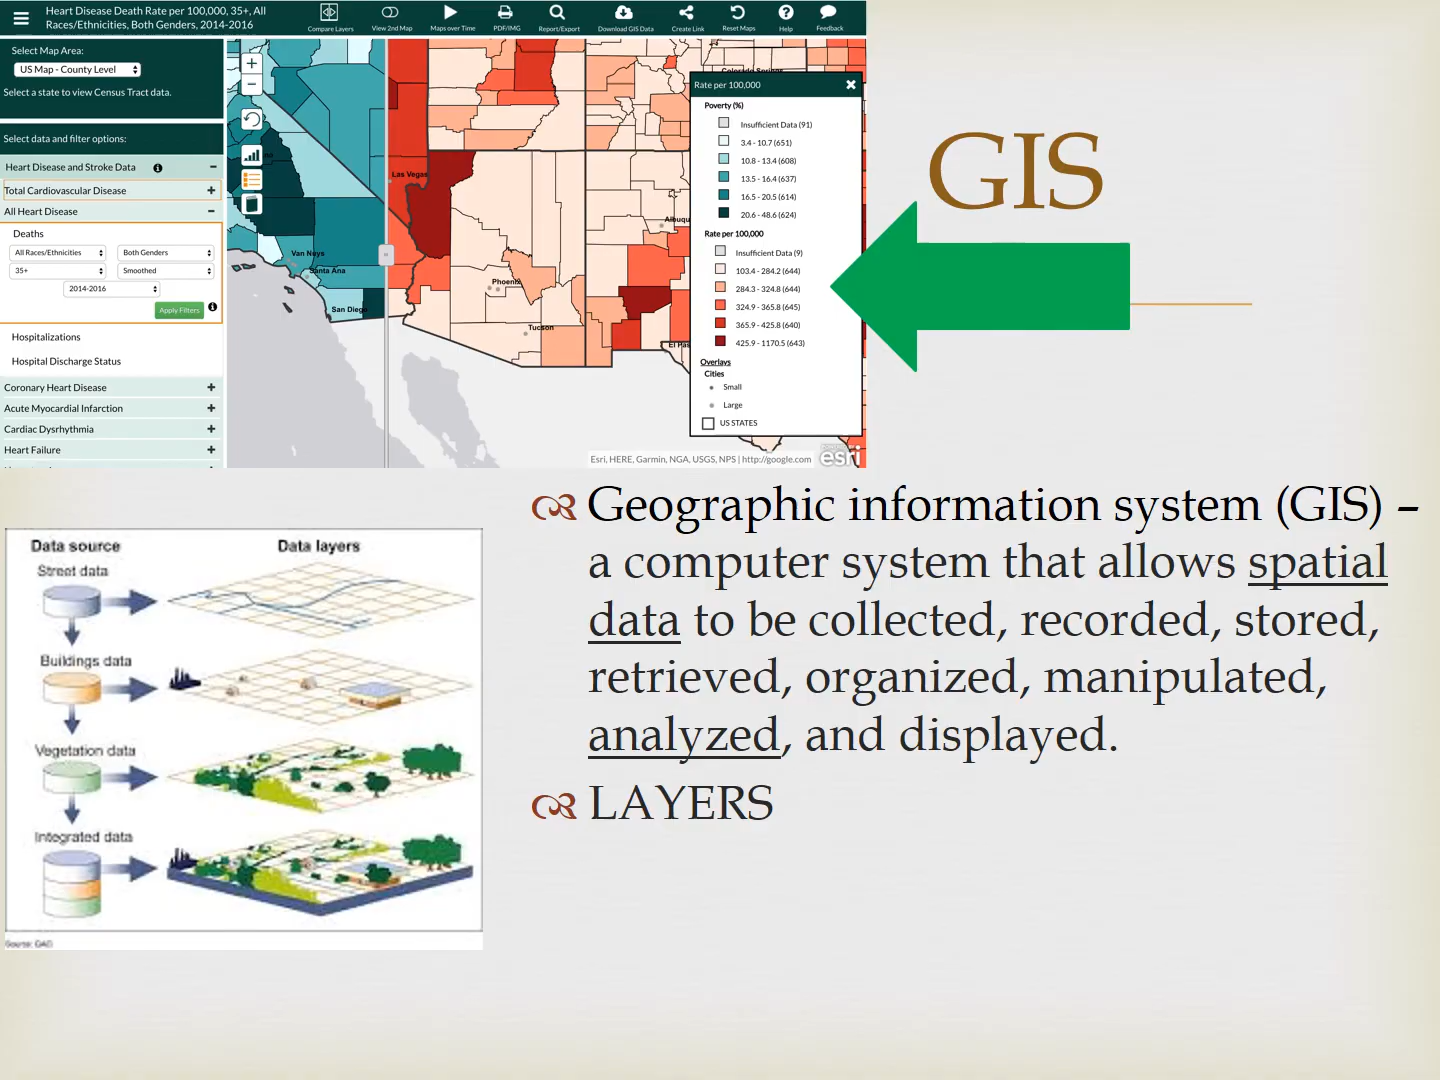 Heart Disease Death Rate per 100,000, 35+, All
Races/Ethnicities, Both Genders, 2014-2016
Compare Layers
View 2nd Map
Maps over Time
PDF/IMG
Report/Export
Download GIS Data
Create Link
Reset Maps
Help
Feedback
Select Map Area:
US Map - County Level
Select a state to view Census Tract data.
Select data and filter options:
Heart Disease and Stroke Data
Total Cardiovascular Disease
All Heart Disease
Deaths
All Races/Ethnicities
Both Genders
35+
Smoothed
2014-2016
Apply Filters
Hospitalizations
Hospital Discharge Status
Coronary Heart Disease
Acute Myocardial Infarction
Cardiac Dysrhythmia
Heart Failure
Las Vegas
Van Nuys
Santa Ana
San Diego
Phoenix
Tucson
Albuqu
El Pas
Colorado Springs
Rate per 100,000
Poverty (%)
Insufficient Data (91)
3.4 - 10.7 (651)
10.8 - 13.4 (608)
13.5 - 16.4 (637)
16.5 - 20.5 (614)
20.6 - 48.6 (624)
Rate per 100,000
Insufficient Data (9)
103.4 - 284.2 (644)
284.3 - 324.8 (644)
324.9 - 365.8 (645)
365.9 - 425.8 (640)
425.9 - 1170.5 (643)
Overlays
Cities
Small
Large
US STATES
Esri, HERE, Garmin, NGA, USGS, NPS | http://google.com
esri
GIS
Geographic information system (GIS) –
a computer system that allows spatial
data to be collected, recorded, stored,
retrieved, organized, manipulated,
analyzed, and displayed.
LAYERS
Data source
Data layers
Street data
Buildings data
Vegetation data
Integrated data
Source: GAO